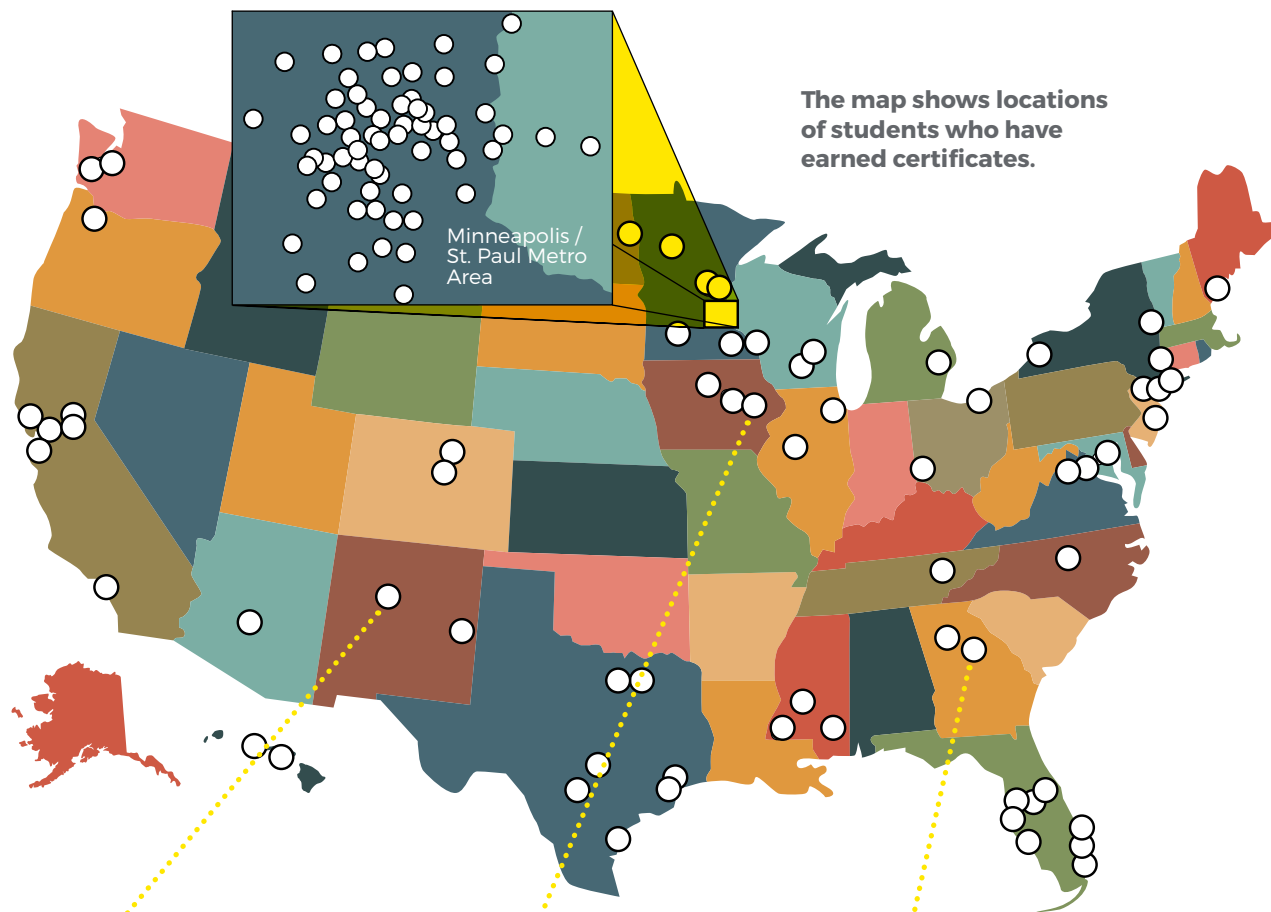 The map shows locations
of students who have
earned certificates.
Minneapolis /
St. Paul Metro
Area